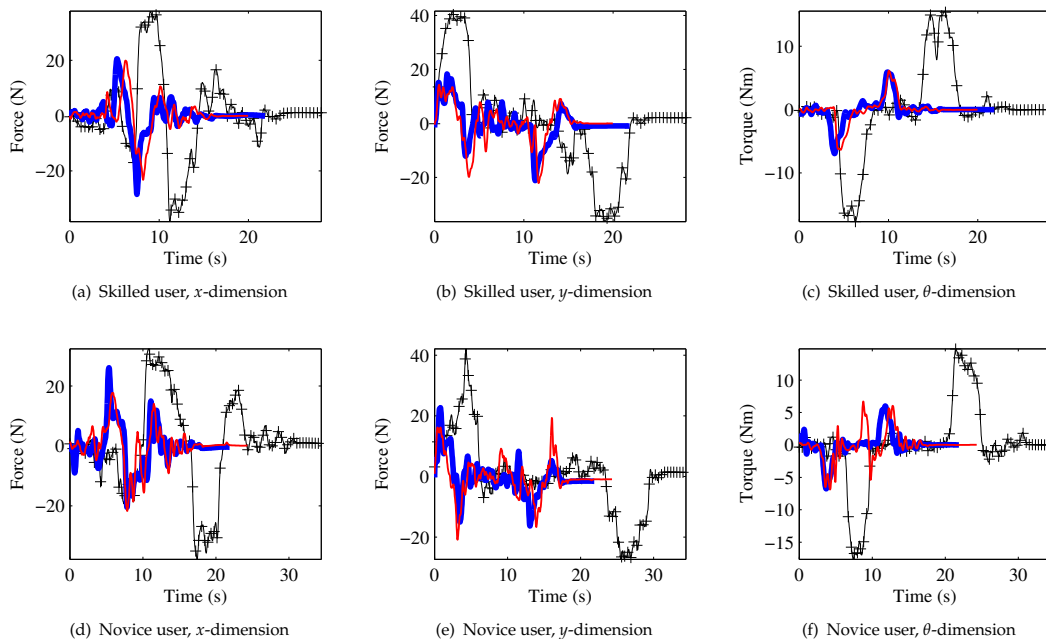 20
0
−20
Force (N)
0 10 20
Time (s)
(a) Skilled user, x-dimension
40
20
0
−20
Force (N)
0 10 20
Time (s)
(b) Skilled user, y-dimension
10
0
−10
Torque (Nm)
0 5 10 15 20 25
Time (s)
(c) Skilled user, θ-dimension
20
0
−20
Force (N)
0 10 20 30
Time (s)
(d) Novice user, x-dimension
40
20
0
−20
Force (N)
0 10 20 30
Time (s)
(e) Novice user, y-dimension
15
10
5
0
−5
−10
−15
Torque (Nm)
0 10 20 30
Time (s)
(f) Novice user, θ-dimension